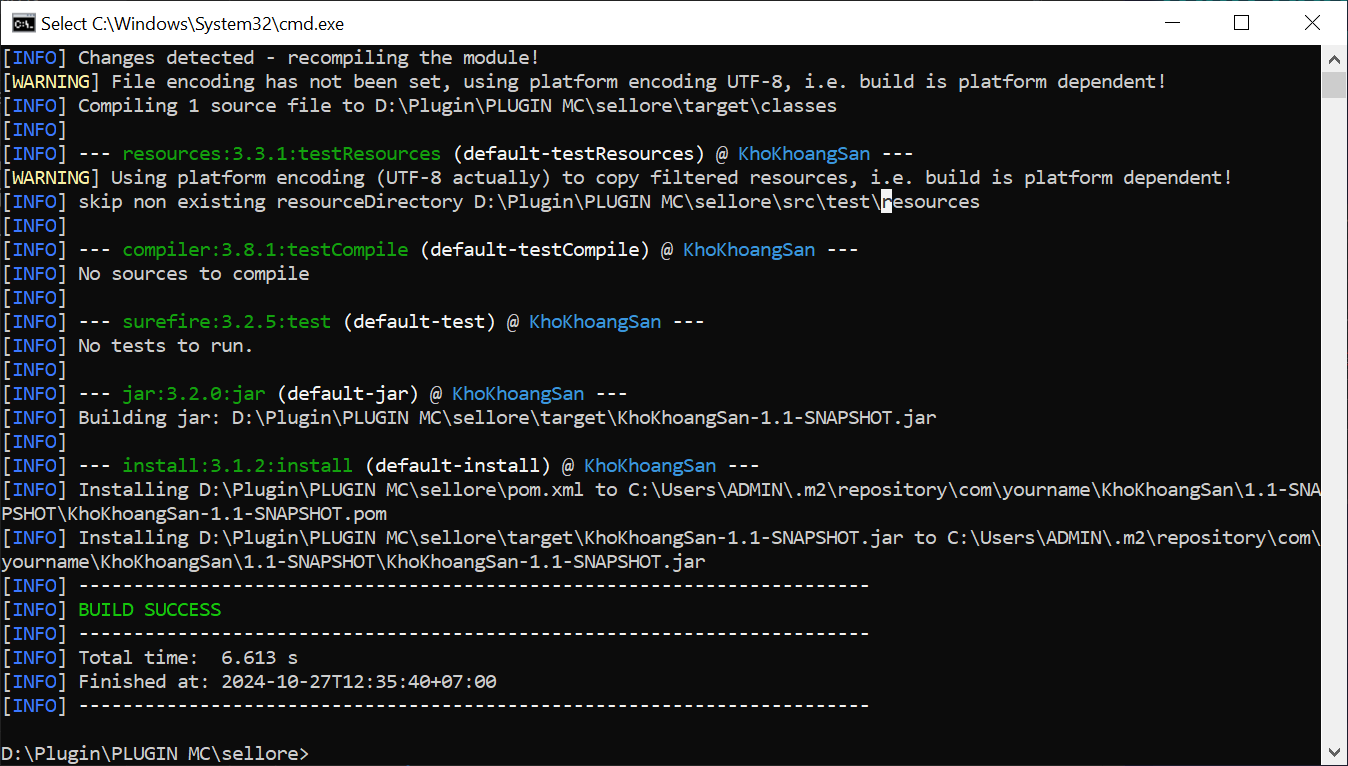 Select C:\Windows\System32\cmd.exe
[INFO] Changes detected - recompiling the module!
[WARNING] File encoding has not been set, using platform encoding UTF-8, i.e. build is platform dependent!
[INFO] Compiling 1 source file to D:\Plugin\PLUGIN MC\sellore\target\classes
[INFO]
[INFO] --- resources:3.3.1:testResources (default-testResources) @ KhoKhoangSan ---
[WARNING] Using platform encoding (UTF-8 actually) to copy filtered resources, i.e. build is platform dependent!
[INFO] skip non existing resourceDirectory D:\Plugin\PLUGIN MC\sellore\src\test\resources
[INFO]
[INFO] --- compiler:3.8.1:testCompile (default-testCompile) @ KhoKhoangSan ---
[INFO] No sources to compile
[INFO]
[INFO] --- surefire:3.2.5:test (default-test) @ KhoKhoangSan ---
[INFO] No tests to run.
[INFO]
[INFO] --- jar:3.2.0:jar (default-jar) @ KhoKhoangSan ---
[INFO] Building jar: D:\Plugin\PLUGIN MC\sellore\target\KhoKhoangSan-1.1-SNAPSHOT.jar
[INFO]
[INFO] --- install:3.1.2:install (default-install) @ KhoKhoangSan ---
[INFO] Installing D:\Plugin\PLUGIN MC\sellore\pom.xml to C:\Users\ADMIN\.m2\repository\com\yourname\KhoKhoangSan\1.1-SNA
PSHOT\KhoKhoangSan-1.1-SNAPSHOT.pom
[INFO] Installing D:\Plugin\PLUGIN MC\sellore\target\KhoKhoangSan-1.1-SNAPSHOT.jar to C:\Users\ADMIN\.m2\repository\com\
yourname\KhoKhoangSan\1.1-SNAPSHOT\KhoKhoangSan-1.1-SNAPSHOT.jar
[INFO] ------------------------------------------------------------------------
[INFO] BUILD SUCCESS
[INFO] ------------------------------------------------------------------------
[INFO] Total time:  6.613 s
[INFO] Finished at: 2024-10-27T12:35:40+07:00
[INFO] ------------------------------------------------------------------------
D:\Plugin\PLUGIN MC\sellore>